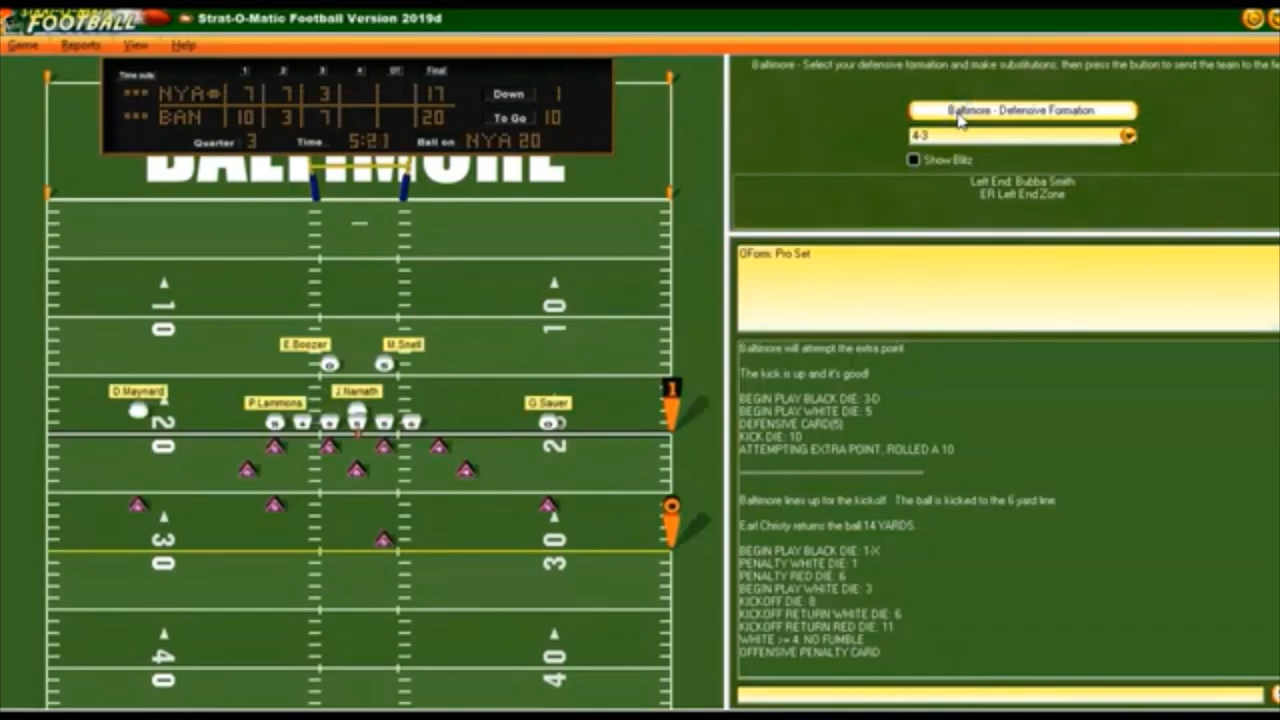 FOOTBALL
Strat-O-Matic Football Version 2019d
Game Reports View Help
Time outs: 1 2 3 4 OT Final
*** NYA 7 7 3 17 Down 1
*** BAN 10 3 7 20 To Go 10
Quarter 3 Time 5:21 Ball on NYA 20
BALTIMORE
Baltimore - Select your defensive formation and make substitutions, then press the button to send the team to the
Baltimore - Defensive Formation
4-3
Show Blitz
Left End: Bubba Smith
ER Left End Zone
OForm: Pro Set
10 10
E.Boozer M.Snell
D.Maynard P.Lammons J.Namath G.Sauer
1
20 2
30 30
40 40
Baltimore will attempt the extra point
The kick is up and it's good!
BEGIN PLAY BLACK DIE: 3-D
BEGIN PLAY WHITE DIE: 5
DEFENSIVE CARD(5)
KICK DIE: 10
ATTEMPTING EXTRA POINT, ROLLED A 10
Baltimore lines up for the kickoff. The ball is kicked to the 6 yard line
Earl Christy returns the ball 14 YARDS.
BEGIN PLAY BLACK DIE: 1-X
PENALTY WHITE DIE: 1
PENALTY RED DIE: 6
BEGIN PLAY WHITE DIE: 3
KICKOFF DIE: 8
KICKOFF RETURN WHITE DIE: 6
KICKOFF RETURN RED DIE: 11
WHITE >= 4: NO FUMBLE
OFFENSIVE PENALTY CARD